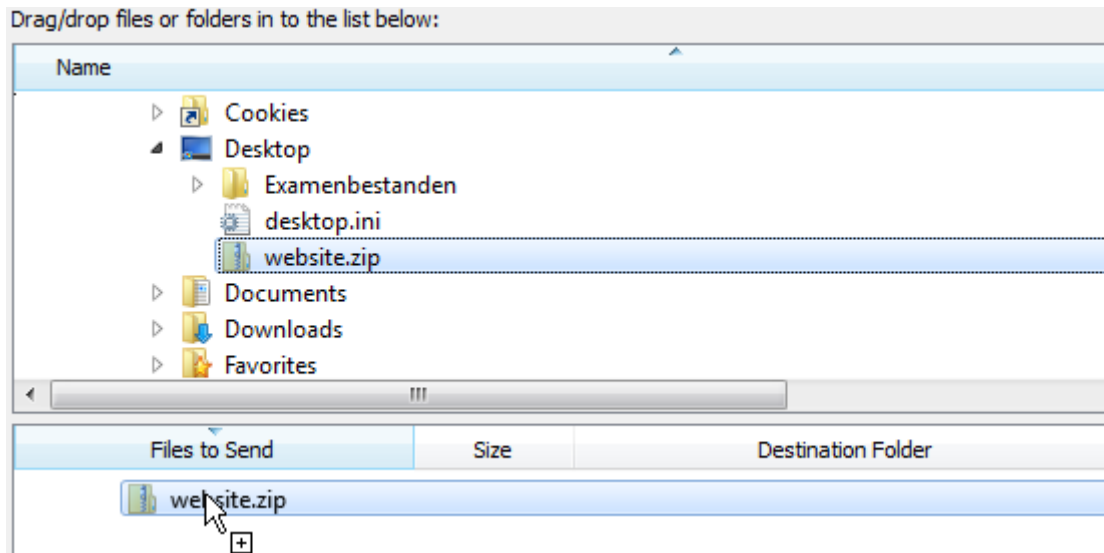 Drag/drop files or folders in to the list below:
Name
Cookies
Desktop
Examenbestanden
desktop.ini
website.zip
Documents
Downloads
Favorites
Files to Send Size Destination Folder
website.zip